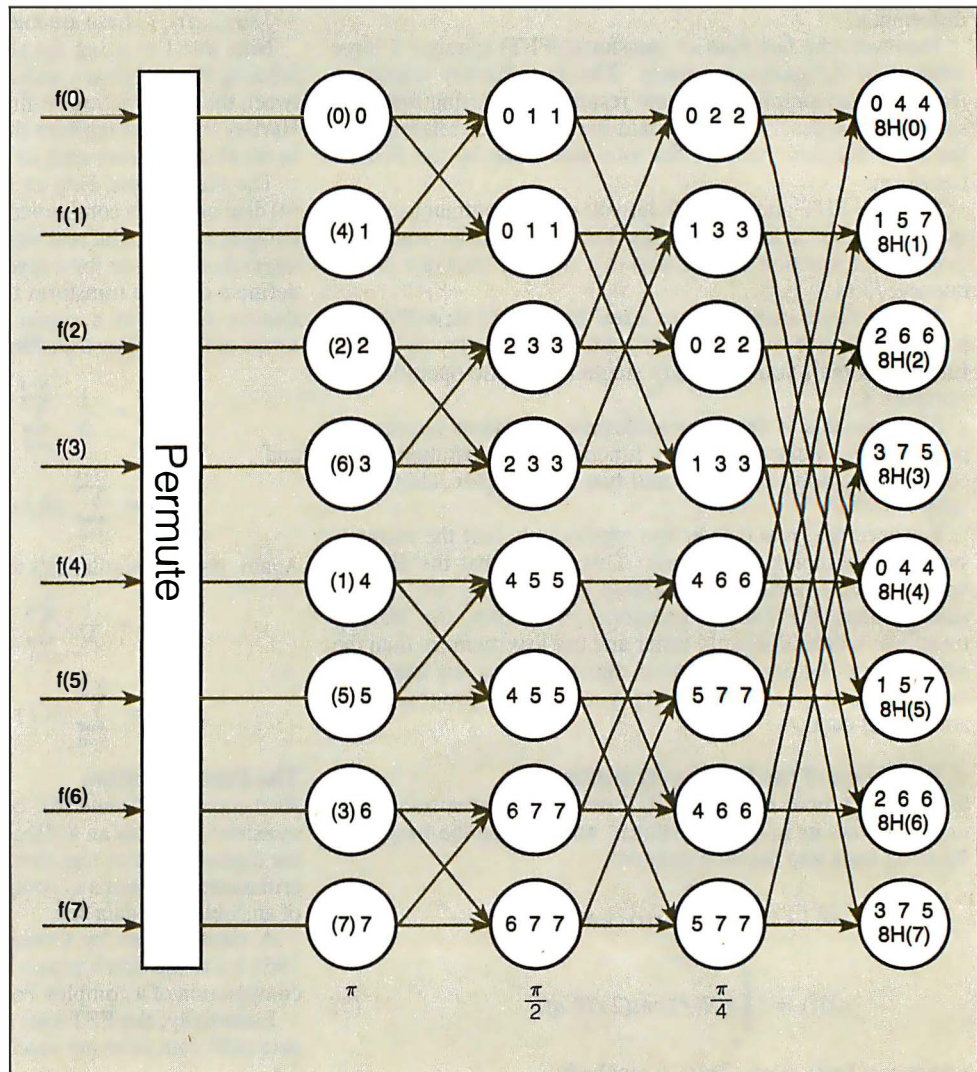 f(0) (0) 0 0 1 1 0 2 2 0 4 4
8H(0)
f(1) (4) 1 0 1 1 1 3 3 1 5 7
8H(1)
f(2) (2) 2 2 3 3 0 2 2 2 6 6
8H(2)
f(3) (6) 3 2 3 3 1 3 3 3 7 5
8H(3)
Permute
f(4) (1) 4 4 5 5 4 6 6 0 4 4
8H(4)
f(5) (5) 5 4 5 5 5 7 7 1 5 7
8H(5)
f(6) (3) 6 6 7 7 4 6 6 2 6 6
8H(6)
f(7) (7) 7 6 7 7 5 7 7 3 7 5
8H(7)
π π/2 π/4